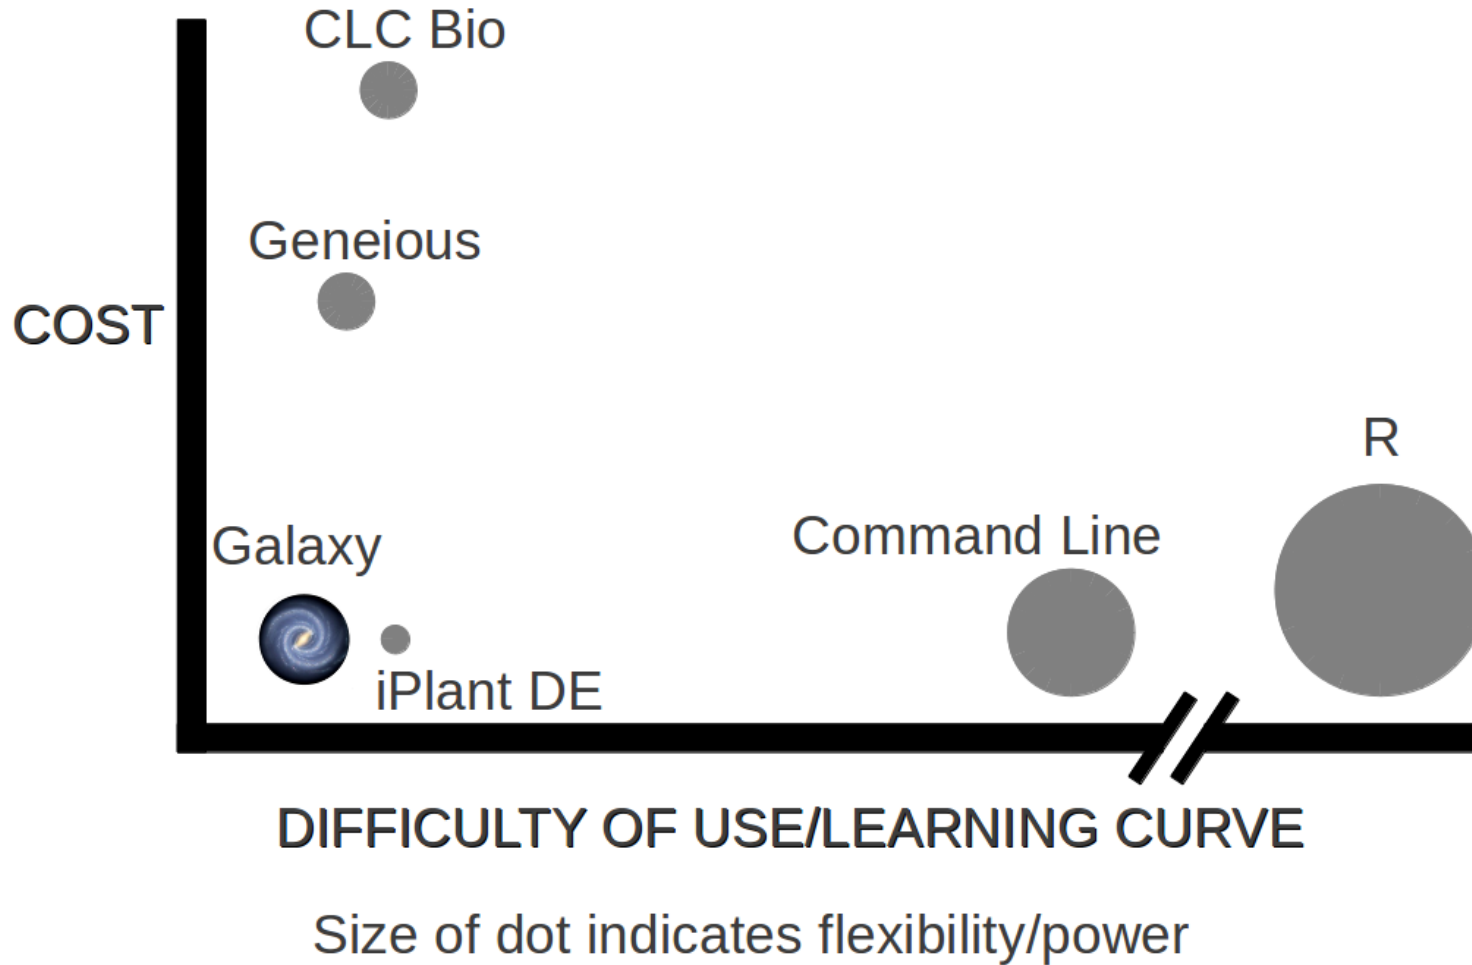 CLC Bio
Geneious
COST
R
Command Line
Galaxy
iPlant DE
DIFFICULTY OF USE/LEARNING CURVE
Size of dot indicates flexibility/power